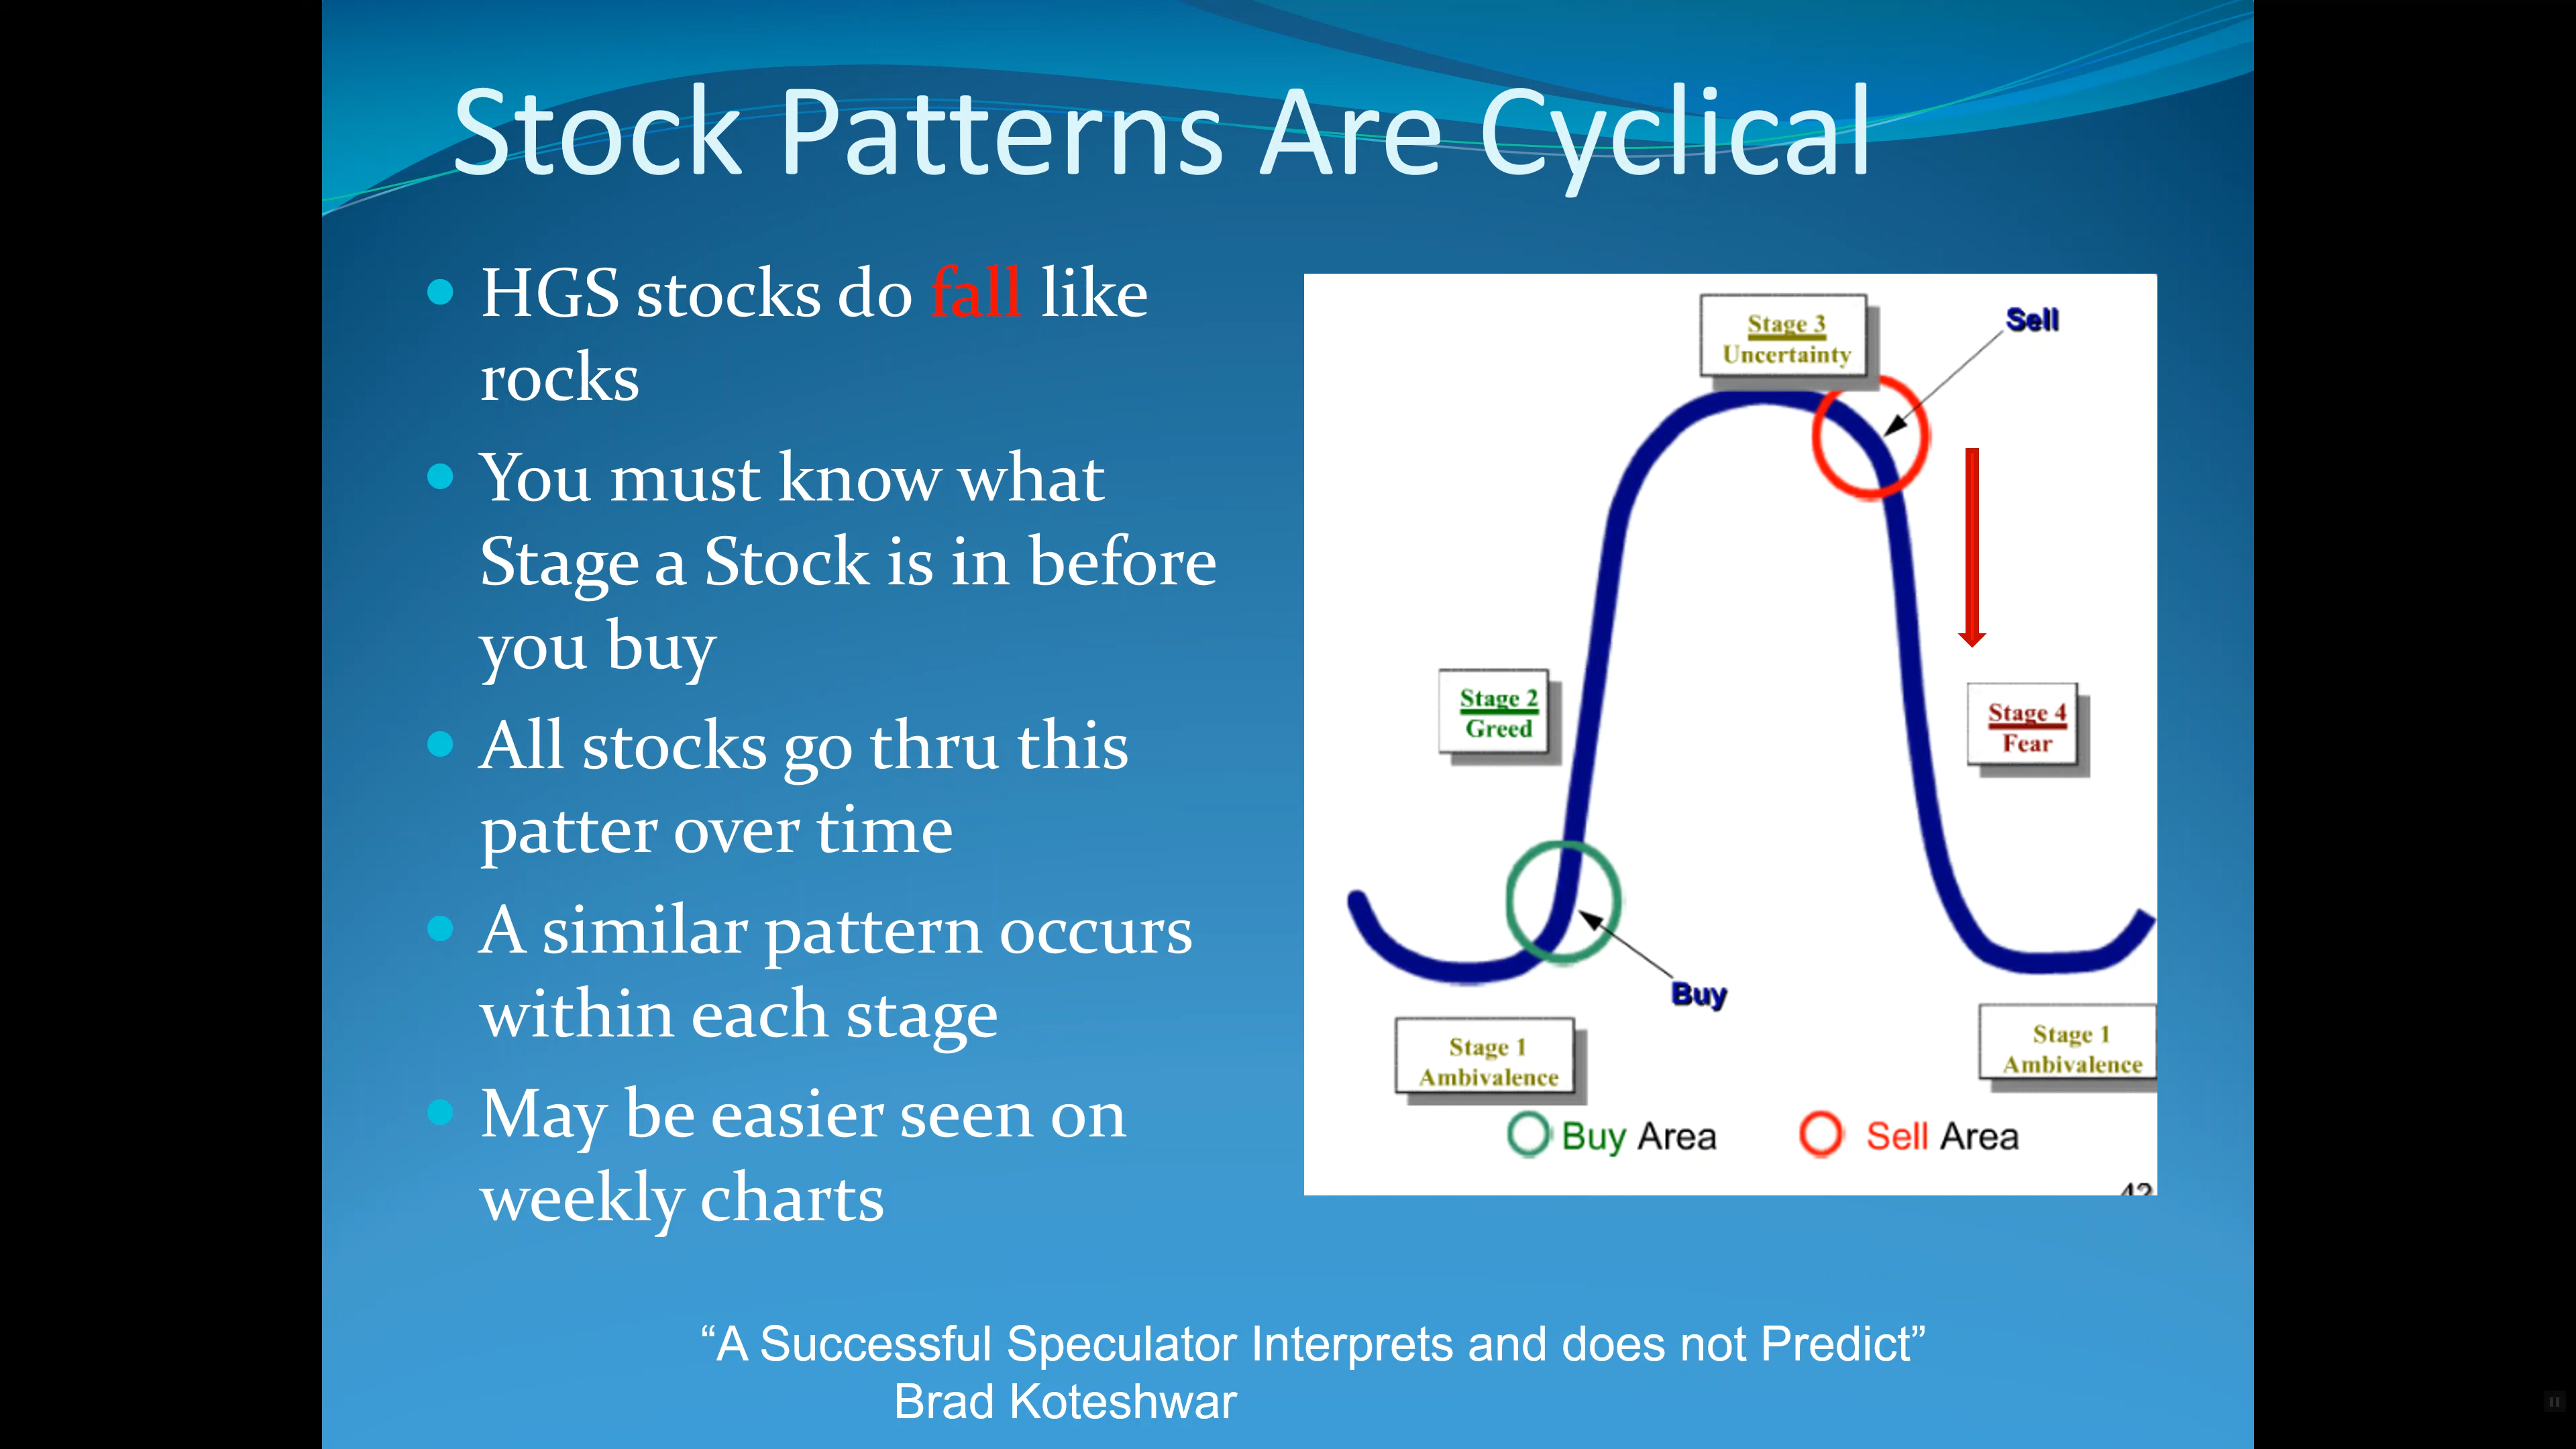 Stock Patterns Are Cyclical
HGS stocks do fall like
rocks
You must know what
Stage a Stock is in before
you buy
All stocks go thru this
patter over time
A similar pattern occurs
within each stage
May be easier seen on
weekly charts
Stage 3
Uncertainty
Sell
Stage 2
Greed
Stage 4
Fear
Buy
Stage 1
Ambivalence
Stage 1
Ambivalence
Buy Area
Sell Area
42
“A Successful Speculator Interprets and does not Predict”
Brad Koteshwar